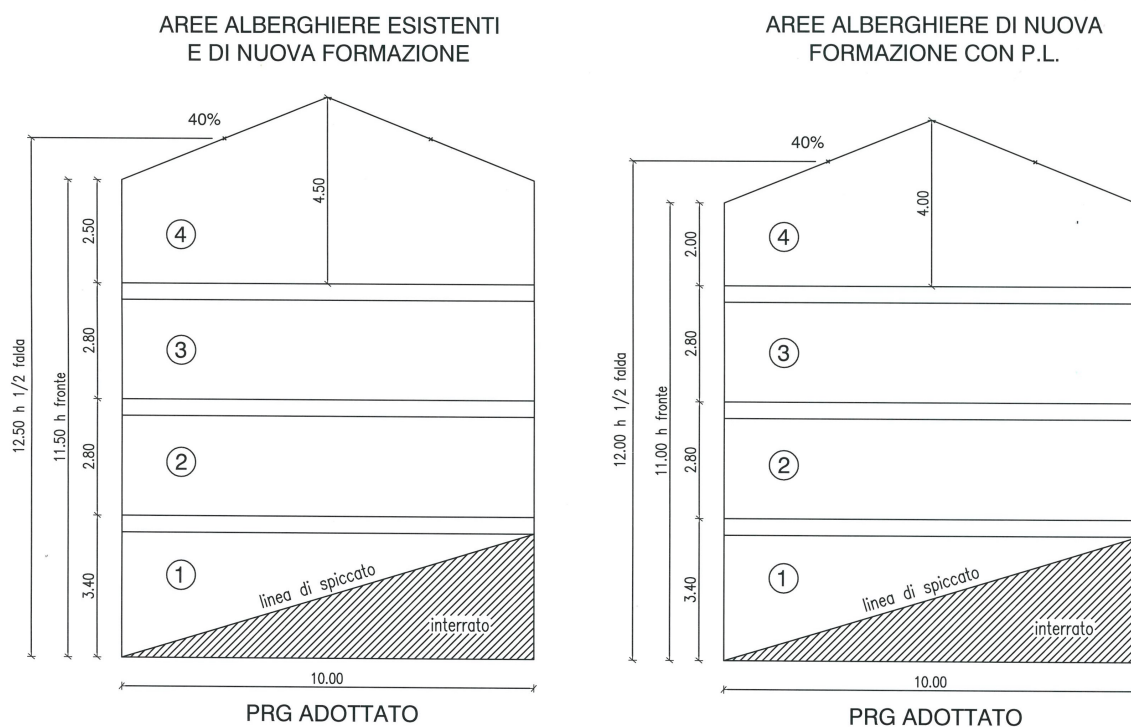 AREE ALBERGHIERE ESISTENTI
E DI NUOVA FORMAZIONE
40%
4.50
12.50 h 1/2 falda
11.50 h fronte
2.50
2.80
2.80
3.40
4
3
2
1
linea di spiccato
interrato
10.00
PRG ADOTTATO
AREE ALBERGHIERE DI NUOVA
FORMAZIONE CON P.L.
40%
4.00
12.00 h 1/2 falda
11.00 h fronte
2.00
2.80
2.80
3.40
4
3
2
1
linea di spiccato
interrato
10.00
PRG ADOTTATO